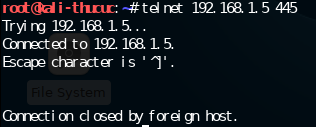 root@kali-thucuc:~# telnet 192.168.1.5 445
Trying 192.168.1.5...
Connected to 192.168.1.5.
Escape character is '^]'.
File System
Connection closed by foreign host.